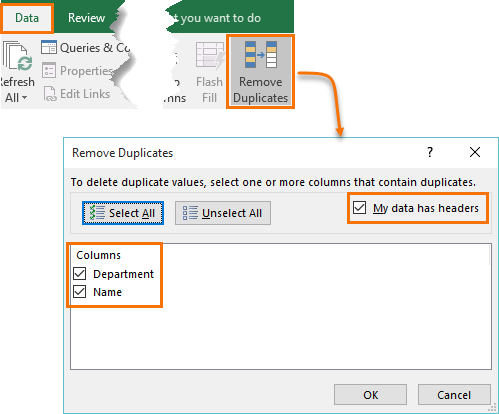 Data Review t you want to do
Queries & Co
Refresh All
Properties
Edit Links
o
mns
Flash Fill
Remove Duplicates
Remove Duplicates ?
To delete duplicate values, select one or more columns that contain duplicates.
Select All Unselect All My data has headers
Columns
Department
Name
OK Cancel